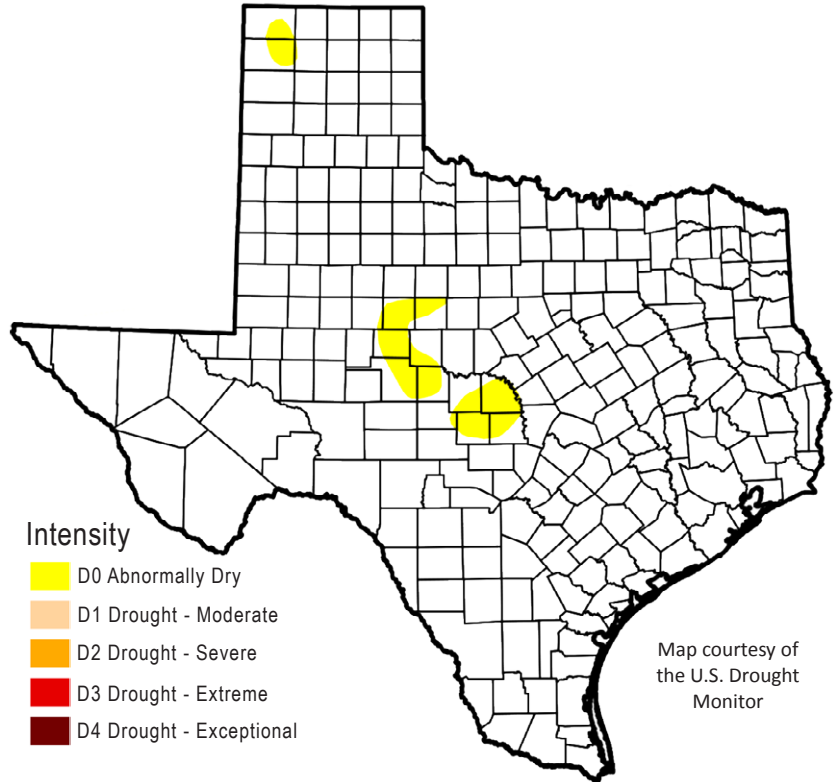 Intensity
D0 Abnormally Dry
D1 Drought - Moderate
D2 Drought - Severe
D3 Drought - Extreme
D4 Drought - Exceptional
Map courtesy of
the U.S. Drought
Monitor